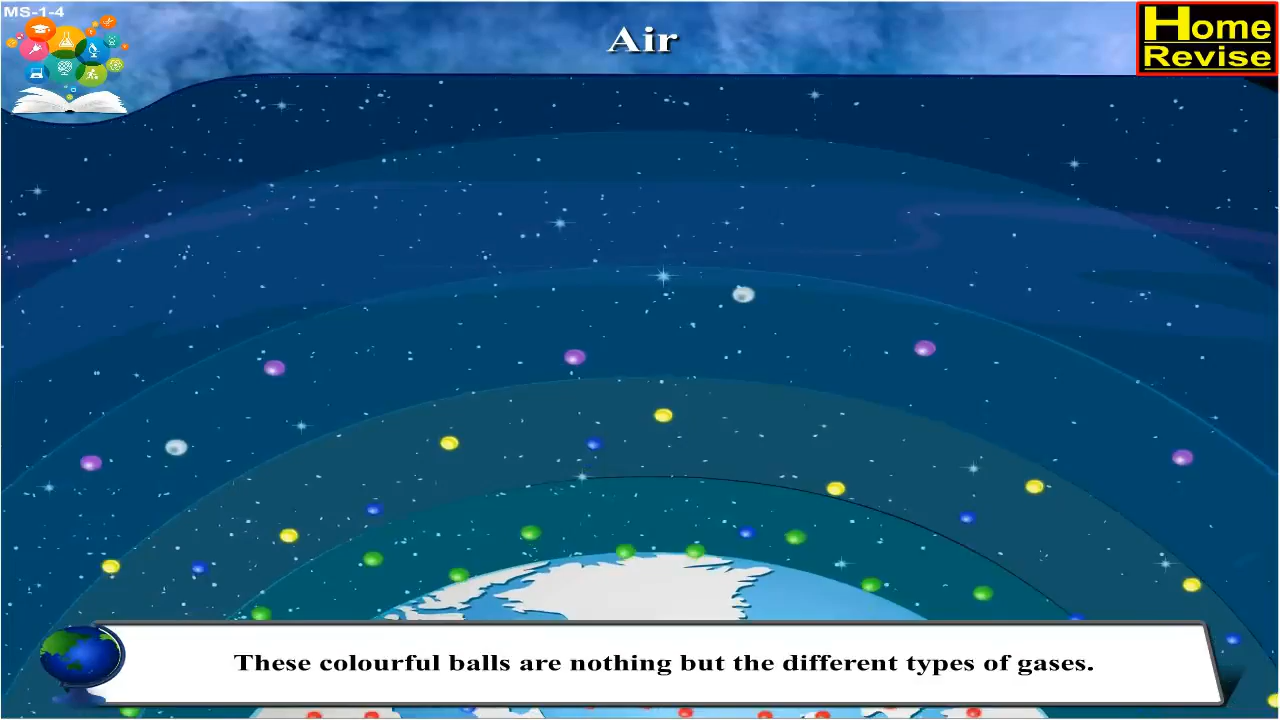 MS-1-4
Air
Home
Revise
These colourful balls are nothing but the different types of gases.